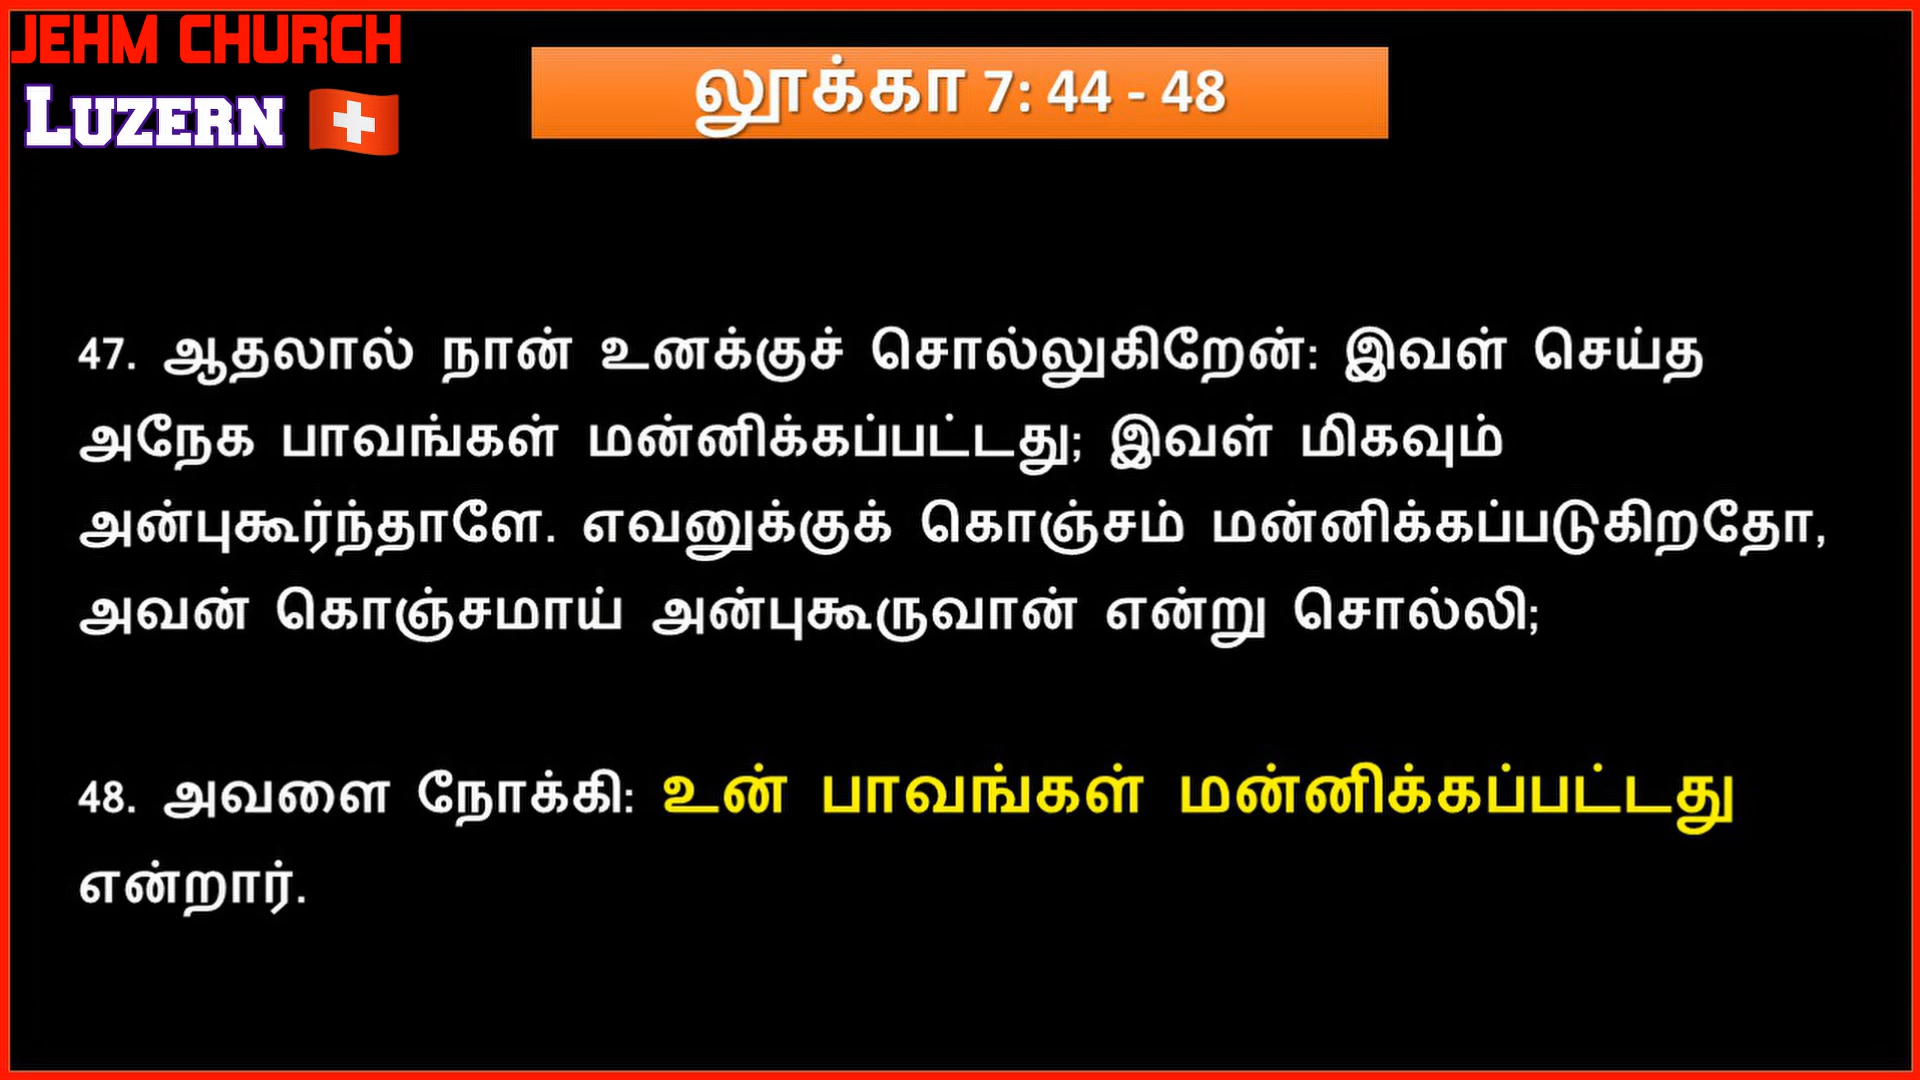 JEHM CHURCH
LUZERN
லூக்கா 7: 44 - 48
47. ஆதலால் நான் உனக்குச் சொல்லுகிறேன்: இவள் செய்த
அநேக பாவங்கள் மன்னிக்கப்பட்டது; இவள் மிகவும்
அன்புகூர்ந்தாளே. எவனுக்குக் கொஞ்சம் மன்னிக்கப்படுகிறதோ,
அவன் கொஞ்சமாய் அன்புகூருவான் என்று சொல்லி;
48. அவளை நோக்கி: உன் பாவங்கள் மன்னிக்கப்பட்டது
என்றார்.